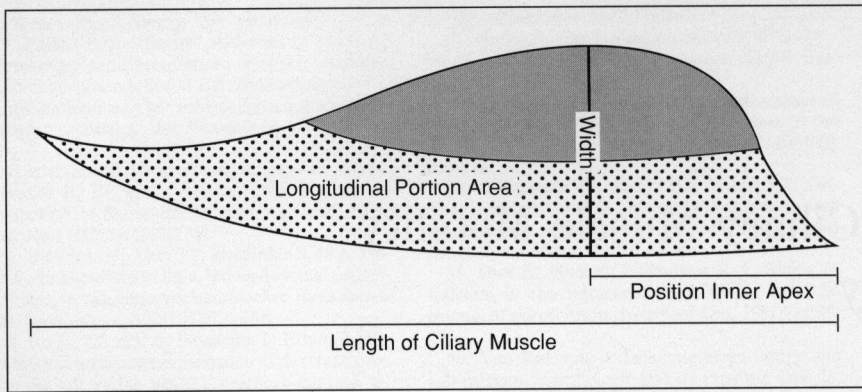 Width
Longitudinal Portion Area
Position Inner Apex
Length of Ciliary Muscle